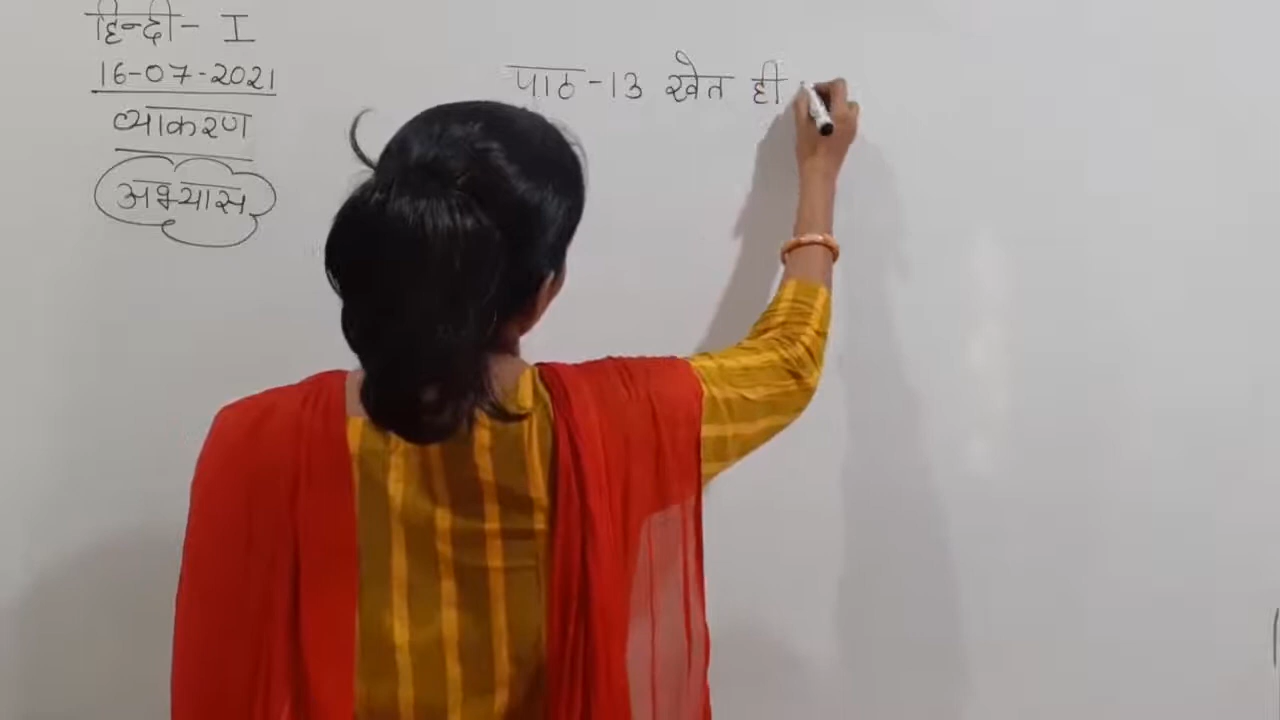 हिन्दी - I
16-07-2021
व्याकरण
अभ्यास
पाठ -13 खेत ही